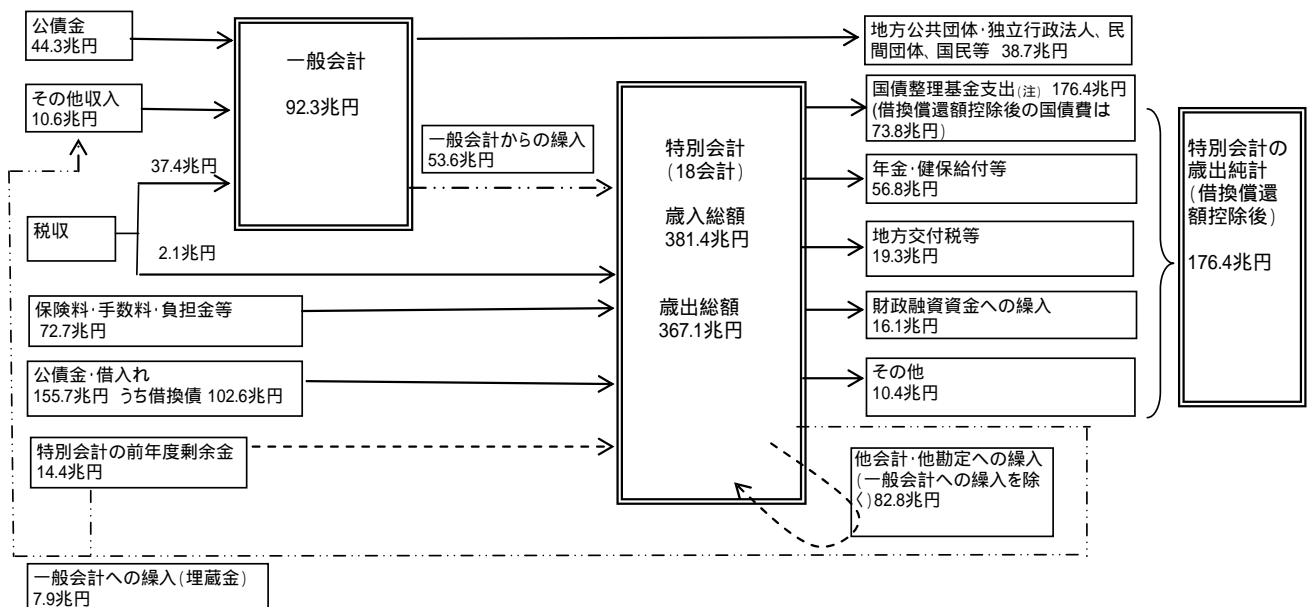 公債金
44.3兆円
その他収入
10.6兆円
37.4兆円
税収
2.1兆円
保険料・手数料・負担金等
72.7兆円
公債金・借入れ
155.7兆円 うち借換債 102.6兆円
特別会計の前年度剰余金
14.4兆円
一般会計への繰入(埋蔵金)
7.9兆円
一般会計
92.3兆円
一般会計からの繰入
53.6兆円
特別会計
(18会計)
歳入総額
381.4兆円
歳出総額
367.1兆円
地方公共団体・独立行政法人、民
間団体、国民等 38.7兆円
国債整理基金支出(注) 176.4兆円
(借換償還額控除後の国債費は
73.8兆円)
年金・健保給付等
56.8兆円
地方交付税等
19.3兆円
財政融資資金への繰入
16.1兆円
その他
10.4兆円
他会計・他勘定への繰入
(一般会計への繰入を除
く)82.8兆円
特別会計の
歳出純計
(借換償還
額控除後)
176.4兆円